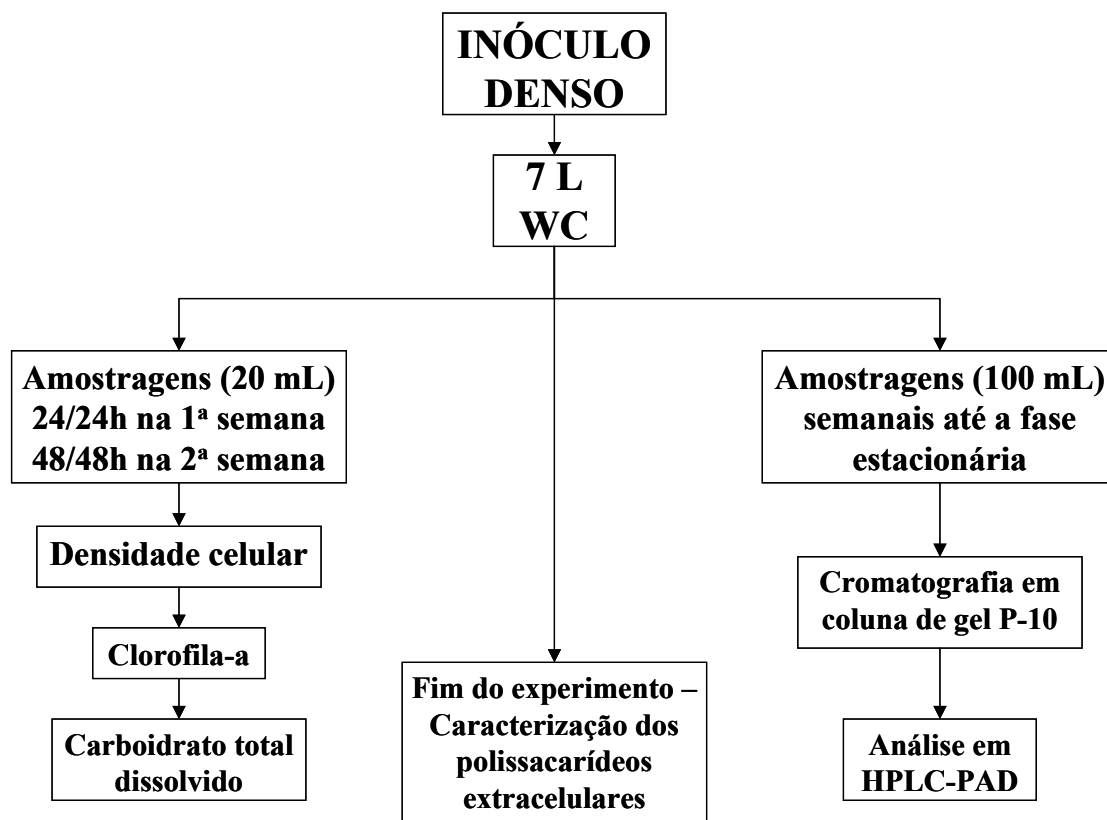 INÓCULO
DENSO
7 L
WC
Amostragens (20 mL)
24/24h na 1ª semana
48/48h na 2ª semana
Densidade celular
Clorofila-a
Carboidrato total
dissolvido
Fim do experimento –
Caracterização dos
polissacarídeos
extracelulares
Amostragens (100 mL)
semanais até a fase
estacionária
Cromatografia em
coluna de gel P-10
Análise em
HPLC-PAD